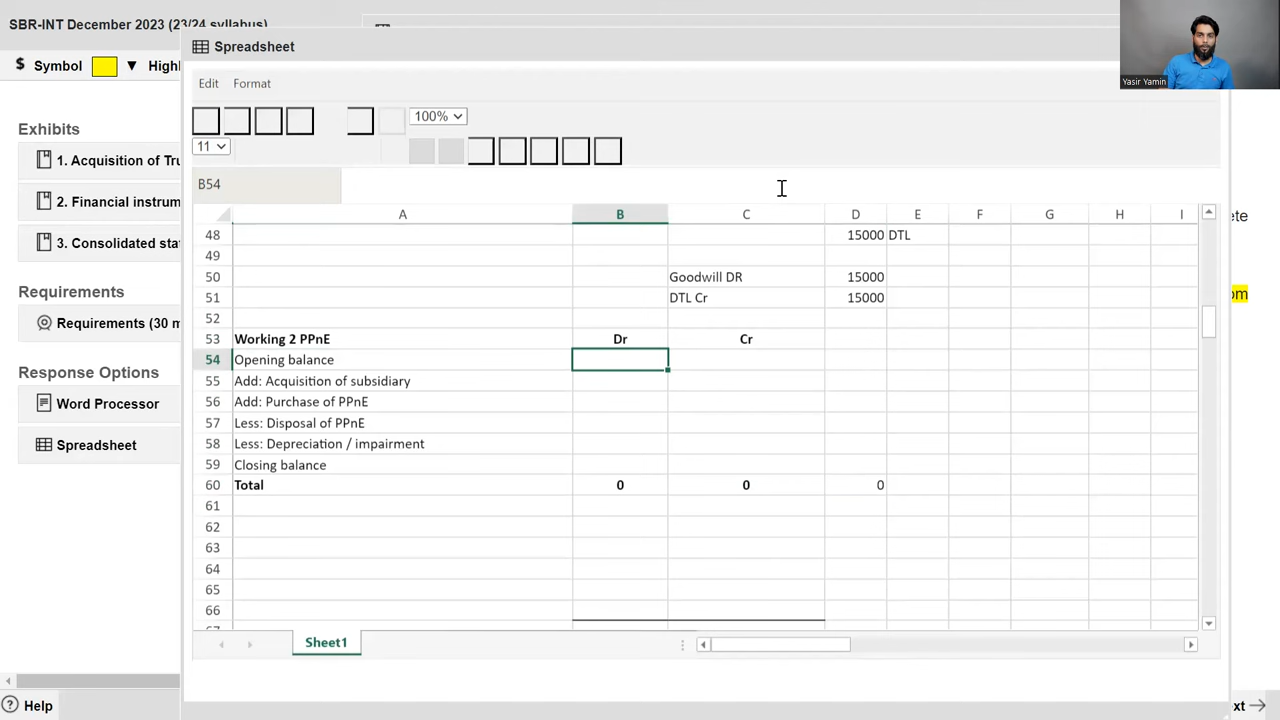 SBR-INT December 2023 (23/24 syllabus)
$ Symbol
Highl
Yasir Yamin
Spreadsheet
Edit Format
100%
11
Exhibits
1. Acquisition of Tru
2. Financial instrum
3. Consolidated stat
Requirements
Requirements (30 m
Response Options
Word Processor
Spreadsheet
B54
A B C D E F G H I
48 15000 DTL
49
50 Goodwill DR 15000
51 DTL Cr 15000
52
53 Working 2 PPnE Dr Cr
54 Opening balance
55 Add: Acquisition of subsidiary
56 Add: Purchase of PPnE
57 Less: Disposal of PPnE
58 Less: Depreciation / impairment
59 Closing balance
60 Total 0 0 0
61
62
63
64
65
66
Sheet1
ete
om
Help
xt